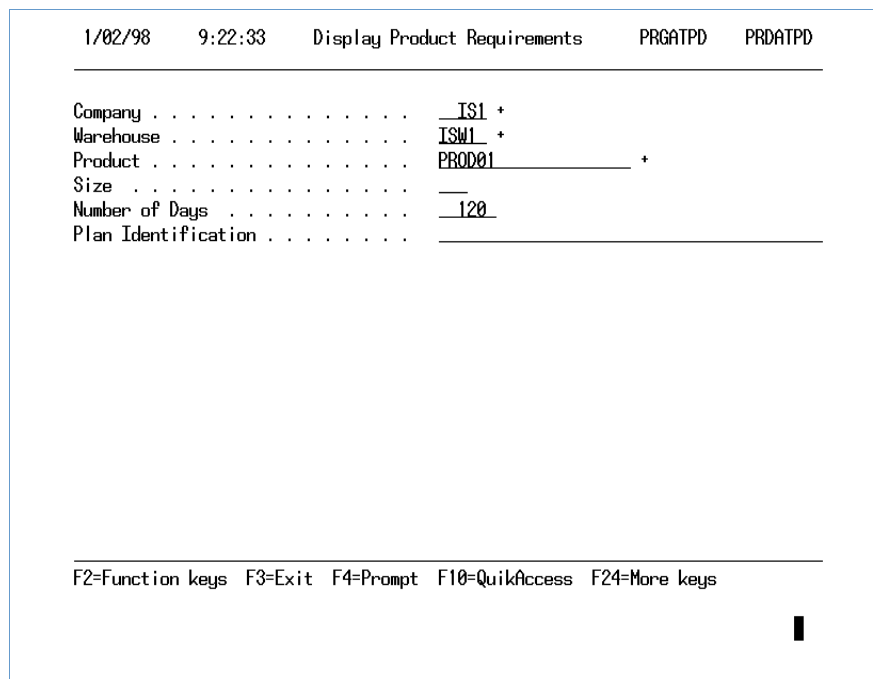 1/02/98 9:22:33 Display Product Requirements PRGATPD PRDATPD
Company . . . . . . . . . . . . . . IS1 +
Warehouse . . . . . . . . . . . . . ISW1 +
Product . . . . . . . . . . . . . . PROD01 +
Size . . . . . . . . . . . . . . .
Number of Days . . . . . . . . . . 120
Plan Identification . . . . . . . .
F2=Function keys F3=Exit F4=Prompt F10=QuikAccess F24=More keys